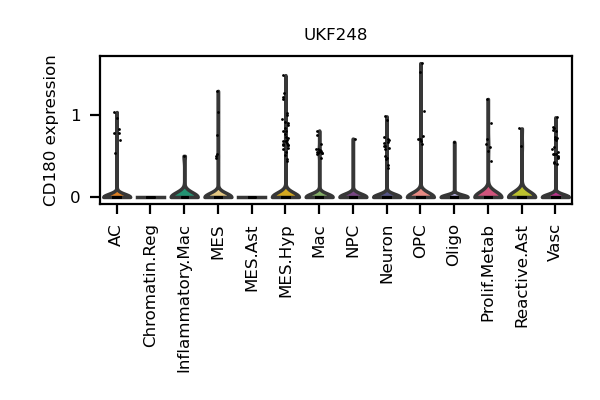 UKF248
CD180 expression
1
0
AC
Chromatin.Reg
Inflammatory.Mac
MES
MES.Ast
MES.Hyp
Mac
NPC
Neuron
OPC
Oligo
Prolif.Metab
Reactive.Ast
Vasc